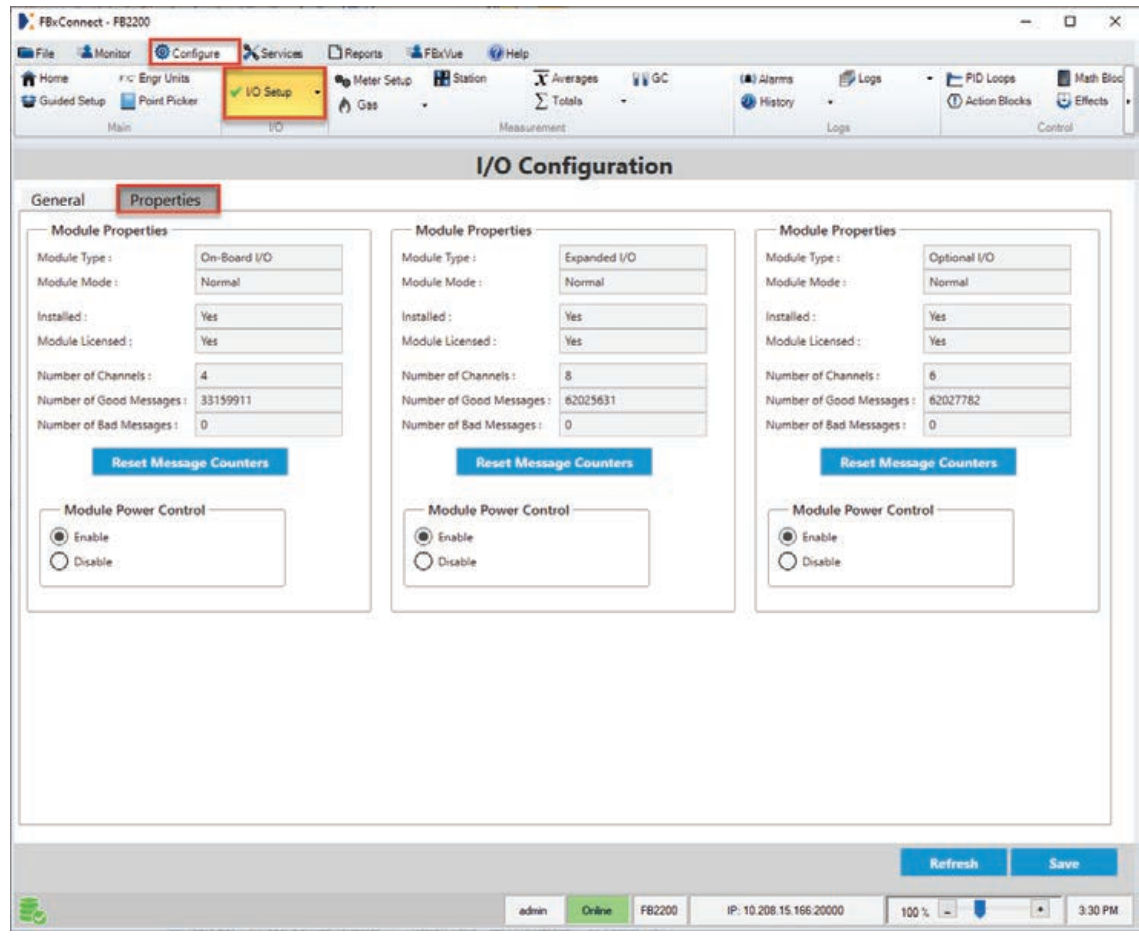 FBxConnect - FB2200
File Monitor Configure Services Reports FBxVue Help
Home Engr Units I/O Setup Meter Setup Station Averages GC Alarms Logs PID Loops Math Bloc
Guided Setup Point Picker Gas Totals History Action Blocks Effects
Main I/O Measurement Logs Control
I/O Configuration
General Properties
Module Properties Module Properties Module Properties
Module Type : On-Board I/O Module Type : Expanded I/O Module Type : Optional I/O
Module Mode : Normal Module Mode : Normal Module Mode : Normal
Installed : Yes Installed : Yes Installed : Yes
Module Licensed : Yes Module Licensed : Yes Module Licensed : Yes
Number of Channels : 4 Number of Channels : 8 Number of Channels : 6
Number of Good Messages : 33159911 Number of Good Messages : 62025631 Number of Good Messages : 62027782
Number of Bad Messages : 0 Number of Bad Messages : 0 Number of Bad Messages : 0
Reset Message Counters Reset Message Counters Reset Message Counters
Module Power Control Module Power Control Module Power Control
Enable Enable Enable
Disable Disable Disable
Refresh Save
admin Online FB2200 IP: 10.208.15.166:20000 100 % - + 3:30 PM